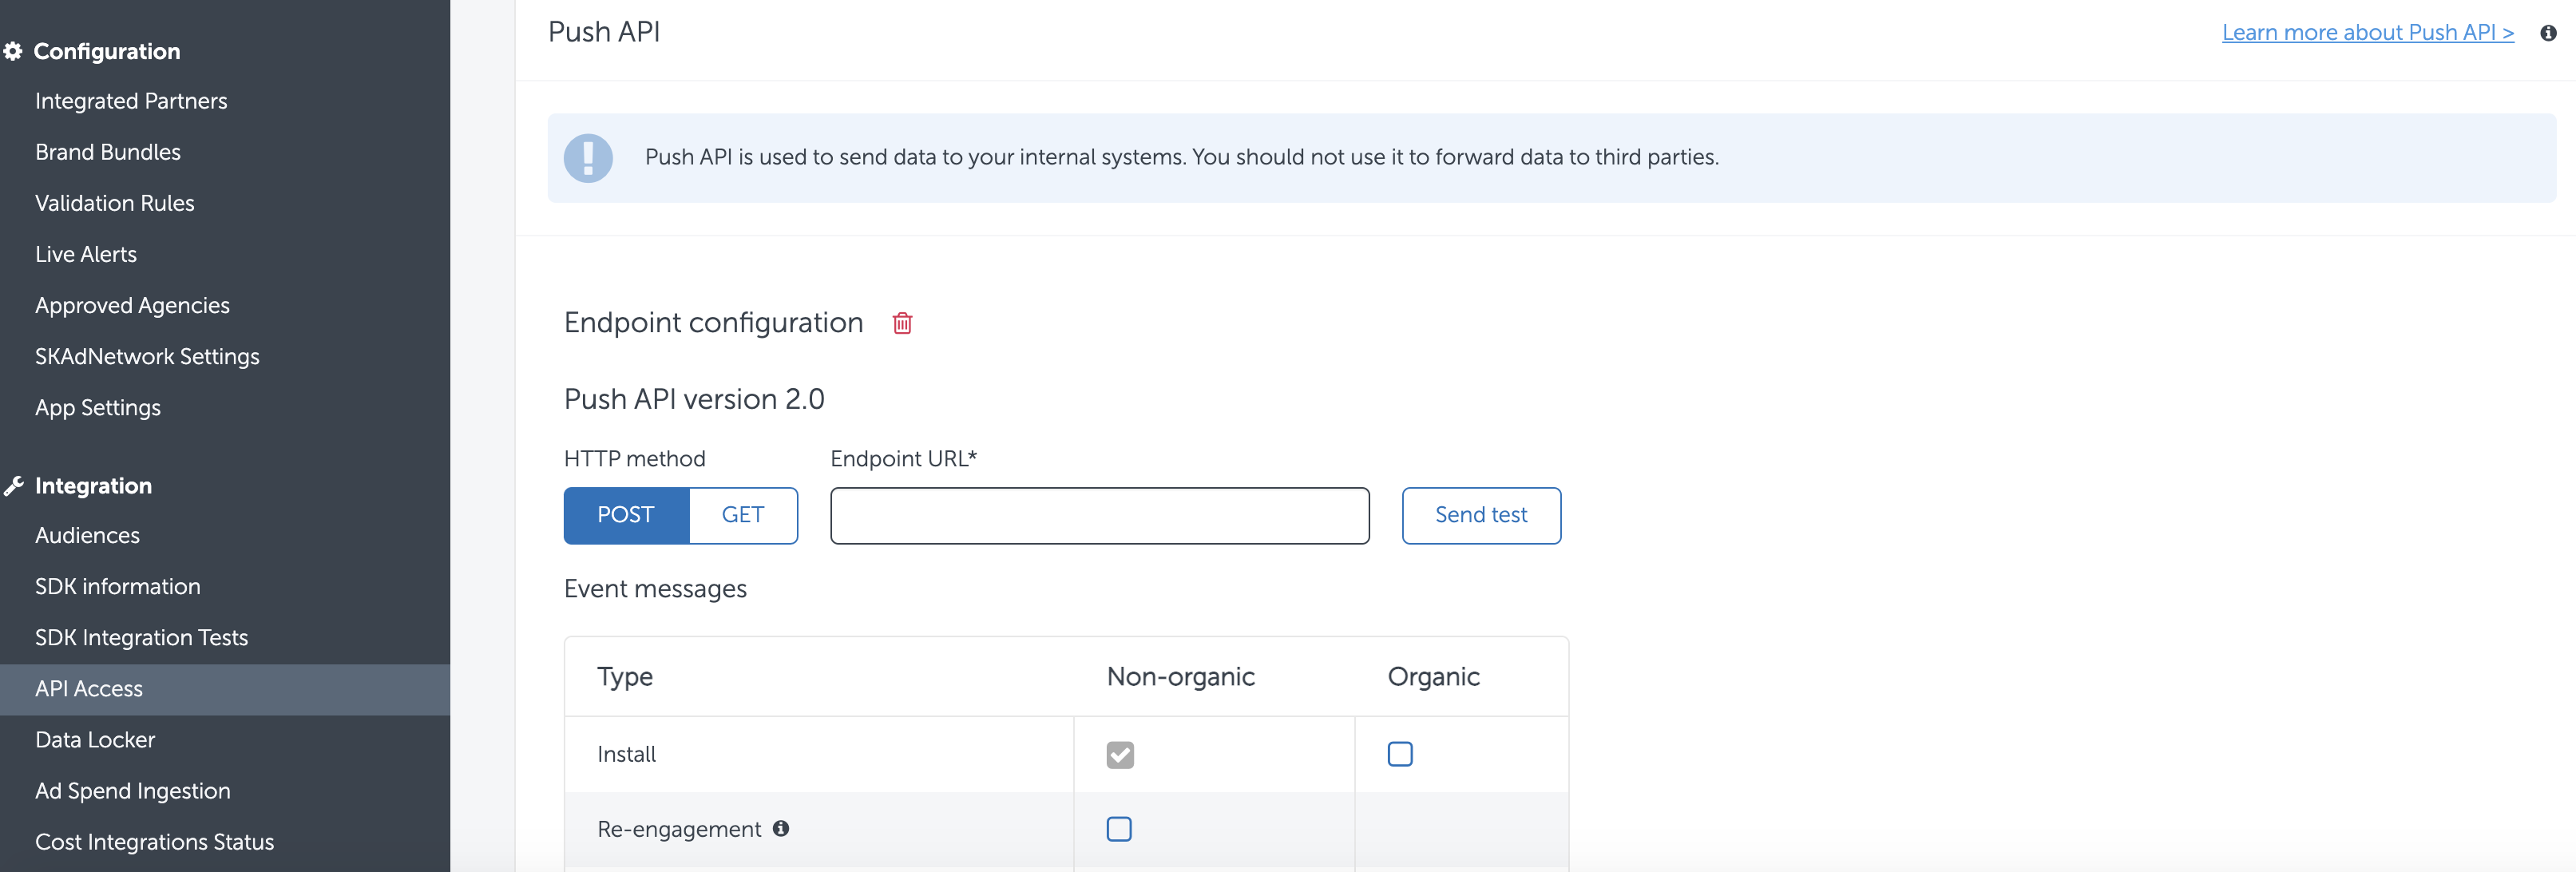 Configuration
Integrated Partners
Brand Bundles
Validation Rules
Live Alerts
Approved Agencies
SKAdNetwork Settings
App Settings
Integration
Audiences
SDK information
SDK Integration Tests
API Access
Data Locker
Ad Spend Ingestion
Cost Integrations Status
Push API
Learn more about Push API >
Push API is used to send data to your internal systems. You should not use it to forward data to third parties.
Endpoint configuration
Push API version 2.0
HTTP method Endpoint URL*
POST GET Send test
Event messages
Type Non-organic Organic
Install
Re-engagement